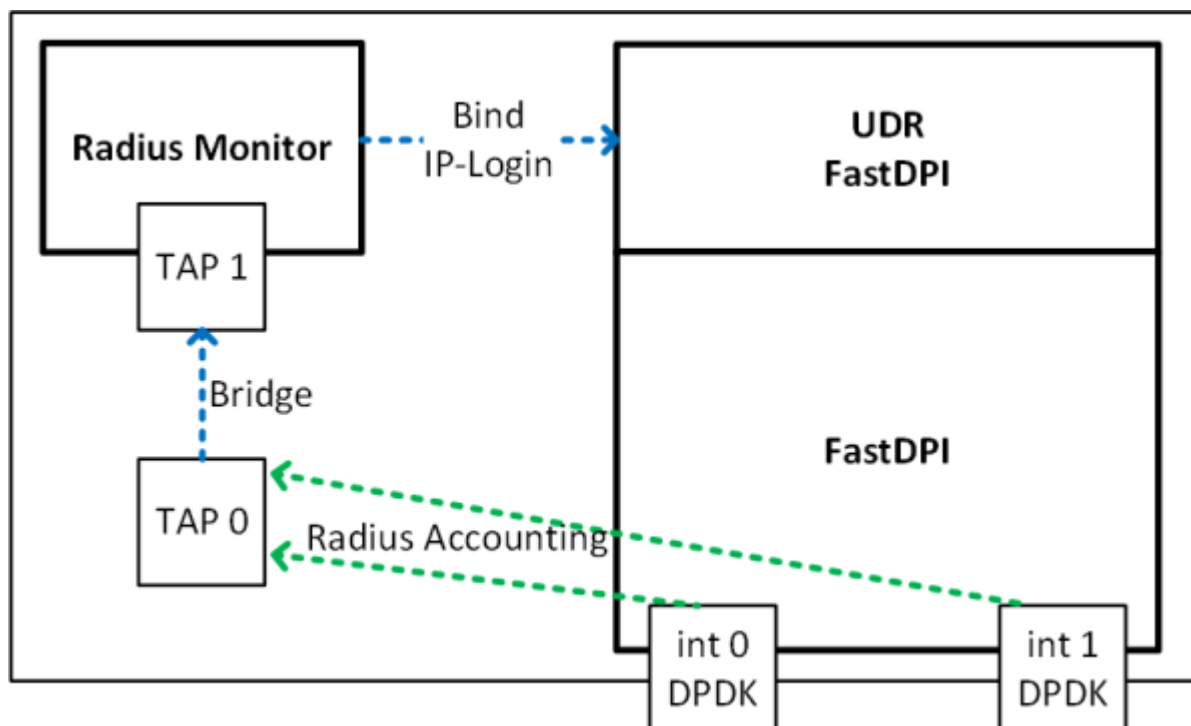 Radius Monitor
Bind
IP-Login
UDR
FastDPI
TAP 1
Bridge
FastDPI
TAP 0
Radius Accounting
int 0
DPDK
int 1
DPDK